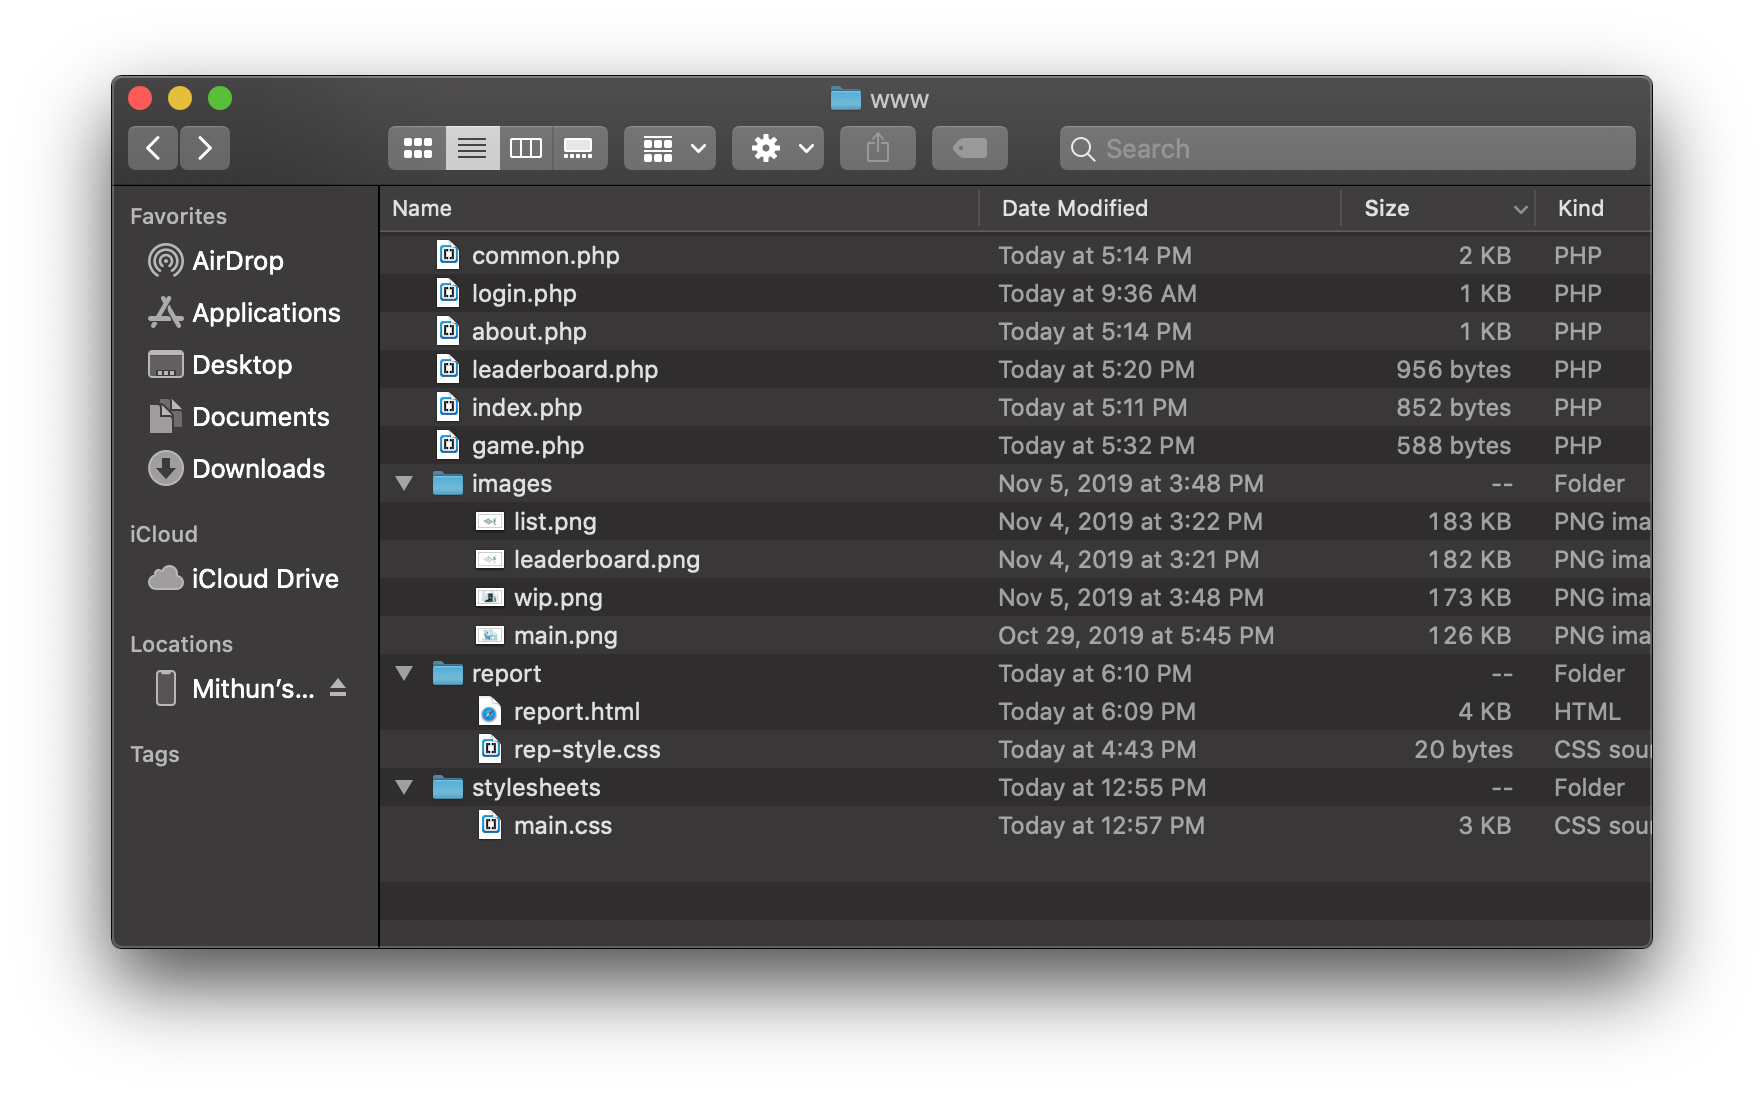 www
Search
Favorites
AirDrop
Applications
Desktop
Documents
Downloads
iCloud
iCloud Drive
Locations
Mithun's...
Tags
Name Date Modified Size Kind
common.php Today at 5:14 PM 2 KB PHP
login.php Today at 9:36 AM 1 KB PHP
about.php Today at 5:14 PM 1 KB PHP
leaderboard.php Today at 5:20 PM 956 bytes PHP
index.php Today at 5:11 PM 852 bytes PHP
game.php Today at 5:32 PM 588 bytes PHP
images Nov 5, 2019 at 3:48 PM -- Folder
list.png Nov 4, 2019 at 3:22 PM 183 KB PNG ima
leaderboard.png Nov 4, 2019 at 3:21 PM 182 KB PNG ima
wip.png Nov 5, 2019 at 3:48 PM 173 KB PNG ima
main.png Oct 29, 2019 at 5:45 PM 126 KB PNG ima
report Today at 6:10 PM -- Folder
report.html Today at 6:09 PM 4 KB HTML
rep-style.css Today at 4:43 PM 20 bytes CSS sou
stylesheets Today at 12:55 PM -- Folder
main.css Today at 12:57 PM 3 KB CSS sou